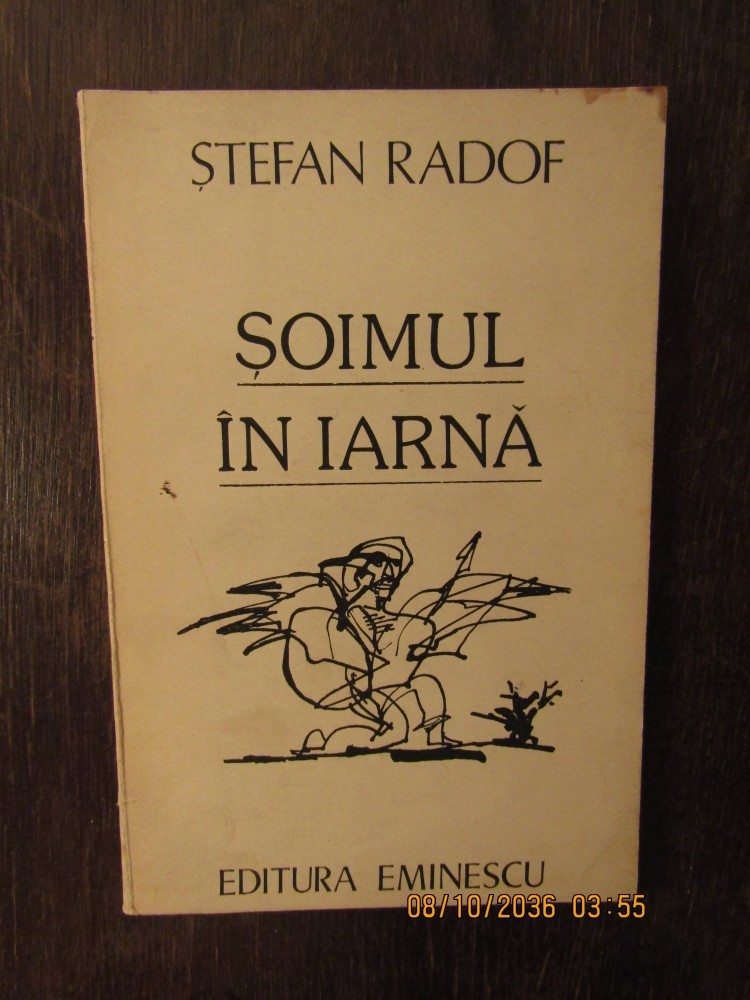 ȘTEFAN RADOF
ȘOIMUL
ÎN IARNĂ
EDITURA EMINESCU
08/10/2036 03:55